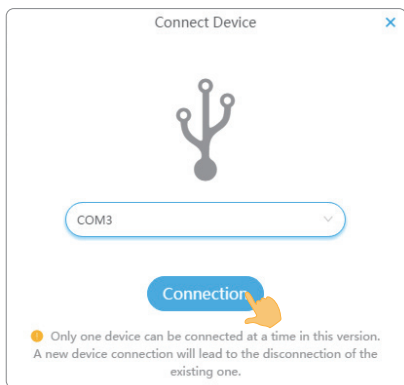 Connect Device
COM3
Connection
Only one device can be connected at a time in this version.
A new device connection will lead to the disconnection of the
existing one.